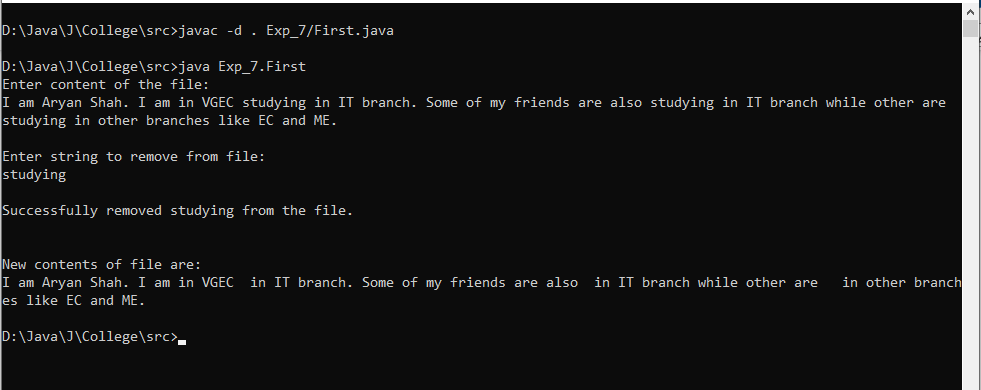 D:\Java\J\College\src>javac -d . Exp_7/First.java
D:\Java\J\College\src>java Exp_7.First
Enter content of the file:
I am Aryan Shah. I am in VGEC studying in IT branch. Some of my friends are also studying in IT branch while other are
studying in other branches like EC and ME.
Enter string to remove from file:
studying
Successfully removed studying from the file.
New contents of file are:
I am Aryan Shah. I am in VGEC  in IT branch. Some of my friends are also  in IT branch while other are   in other branch
es like EC and ME.
D:\Java\J\College\src>